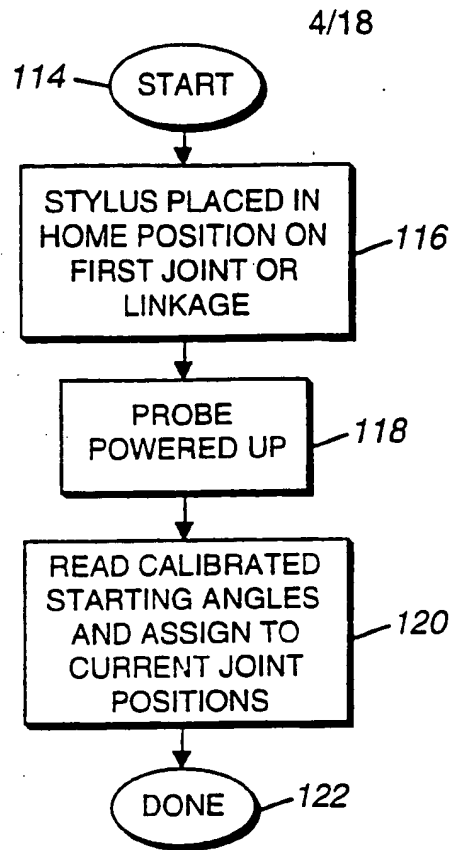 4/18
114
START
STYLUS PLACED IN
HOME POSITION ON
FIRST JOINT OR
LINKAGE
116
PROBE
POWERED UP
118
READ CALIBRATED
STARTING ANGLES
AND ASSIGN TO
CURRENT JOINT
POSITIONS
120
DONE
122